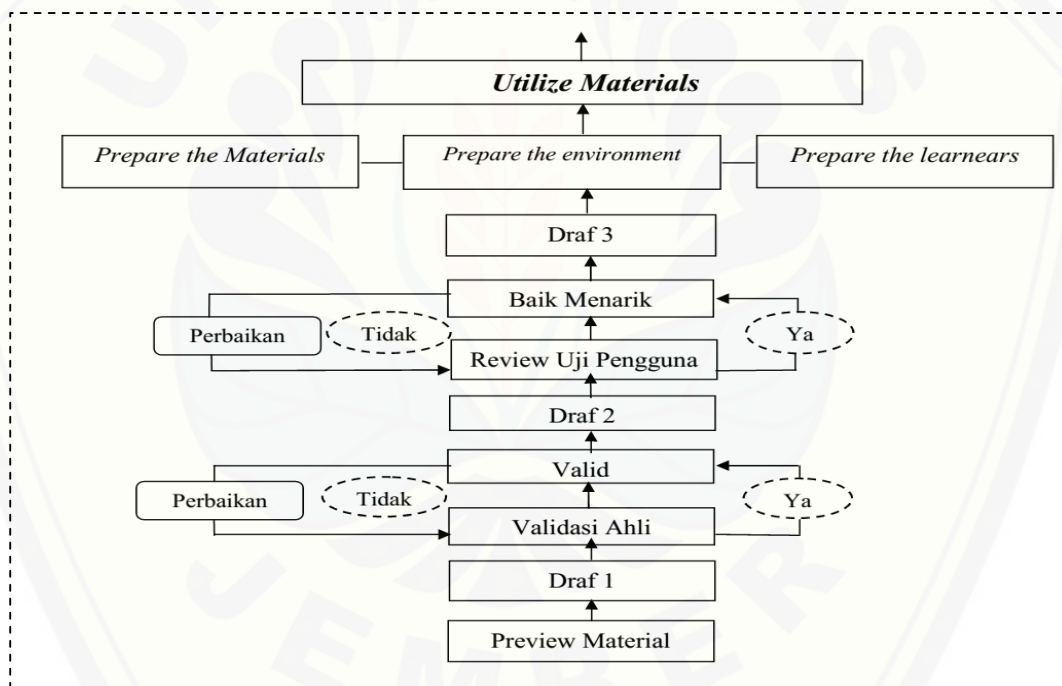 Utilize Materials
Prepare the Materials
Prepare the environment
Prepare the learnears
Draf 3
Baik Menarik
Perbaikan
Tidak
Ya
Review Uji Pengguna
Draf 2
Valid
Perbaikan
Tidak
Ya
Validasi Ahli
Draf 1
Preview Material
JEMBER